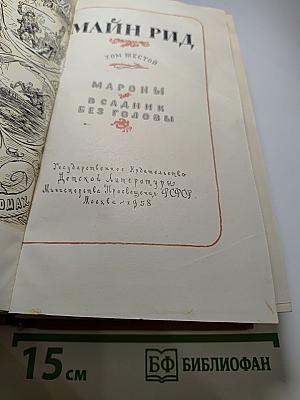 МАЙН РИД
ТОМ ШЕСТОЙ
МАРОНЫ
ВСАДНИК
БЕЗ ГОЛОВЫ
Государственное Издательство
Детской Литературы
Министерства Просвещения РСФСР
Москва 1958
15 см
БФ БИБЛИОФАН